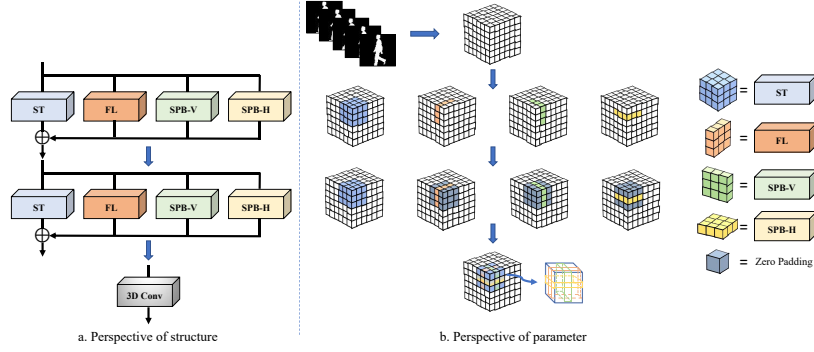 ST
FL
SPB-V
SPB-H
ST
FL
SPB-V
SPB-H
3D Conv
a. Perspective of structure
= ST
= FL
= SPB-V
= SPB-H
= Zero Padding
b. Perspective of parameter